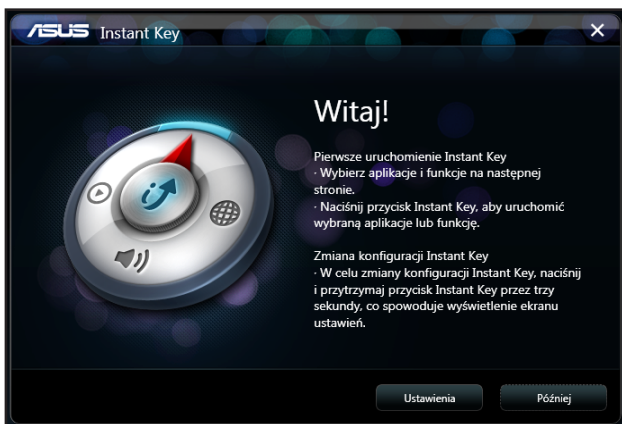 ASUS Instant Key
Witaj!
Pierwsze uruchomienie Instant Key
· Wybierz aplikacje i funkcje na następnej
stronie.
· Naciśnij przycisk Instant Key, aby uruchomić
wybraną aplikacje lub funkcję.
Zmiana konfiguracji Instant Key
· W celu zmiany konfiguracji Instant Key, naciśnij
i przytrzymaj przycisk Instant Key przez trzy
sekundy, co spowoduje wyświetlenie ekranu
ustawień.
Ustawienia Później